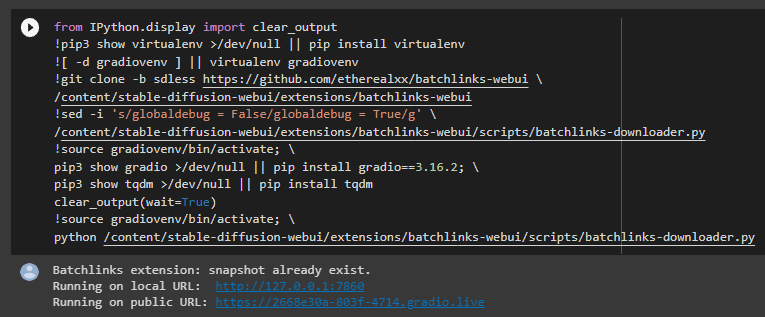 from IPython.display import clear_output
!pip3 show virtualenv >/dev/null || pip install virtualenv
![ -d gradiovenv ] || virtualenv gradiovenv
!git clone -b sdless https://github.com/etherealxx/batchlinks-webui \
/content/stable-diffusion-webui/extensions/batchlinks-webui
!sed -i 's/globaldebug = False/globaldebug = True/g' \
/content/stable-diffusion-webui/extensions/batchlinks-webui/scripts/batchlinks-downloader.py
!source gradiovenv/bin/activate; \
pip3 show gradio >/dev/null || pip install gradio==3.16.2; \
pip3 show tqdm >/dev/null || pip install tqdm
clear_output(wait=True)
!source gradiovenv/bin/activate; \
python /content/stable-diffusion-webui/extensions/batchlinks-webui/scripts/batchlinks-downloader.py
Batchlinks extension: snapshot already exist.
Running on local URL:  http://127.0.0.1:7860
Running on public URL: https://2668e30a-803f-4714.gradio.live